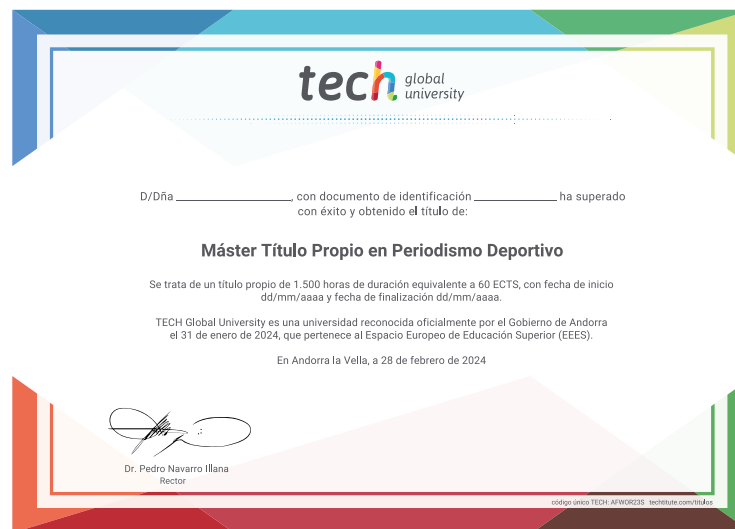 tech global university
D/Dña ____________, con documento de identificación ____________ ha superado
con éxito y obtenido el título de:
Máster Título Propio en Periodismo Deportivo
Se trata de un título propio de 1.500 horas de duración equivalente a 60 ECTS, con fecha de inicio
dd/mm/aaaa y fecha de finalización dd/mm/aaaa.
TECH Global University es una universidad reconocida oficialmente por el Gobierno de Andorra
el 31 de enero de 2024, que pertenece al Espacio Europeo de Educación Superior (EEES).
En Andorra la Vella, a 28 de febrero de 2024
Dr. Pedro Navarro Illana
Rector
código único TECH: AFWOR23S techtitute.com/titulos